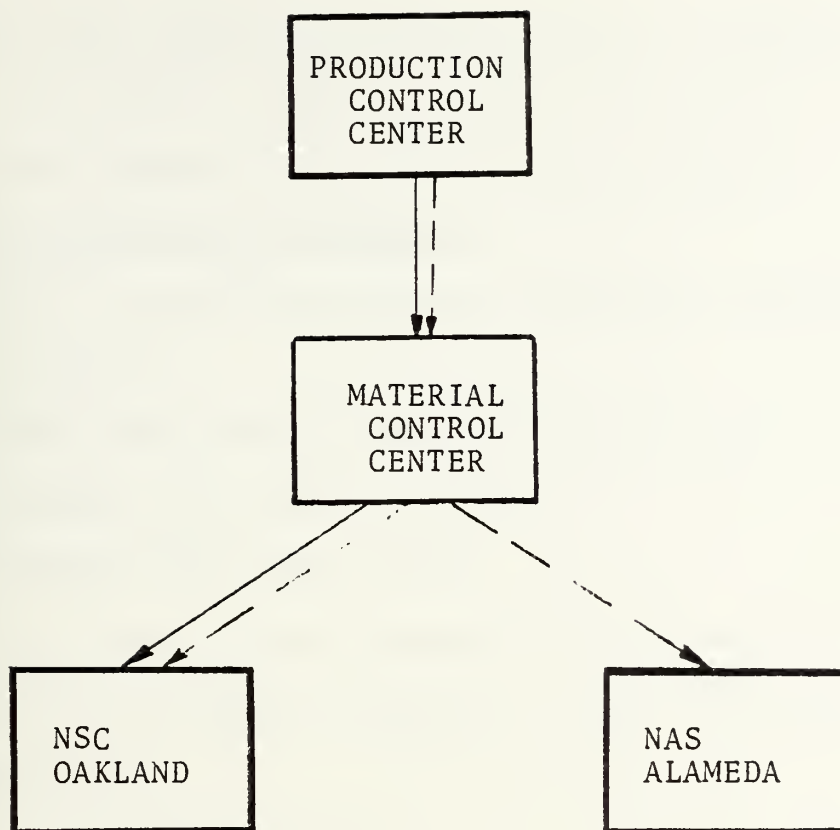 PRODUCTION
CONTROL
CENTER
MATERIAL
CONTROL
CENTER
NSC
OAKLAND
NAS
ALAMEDA